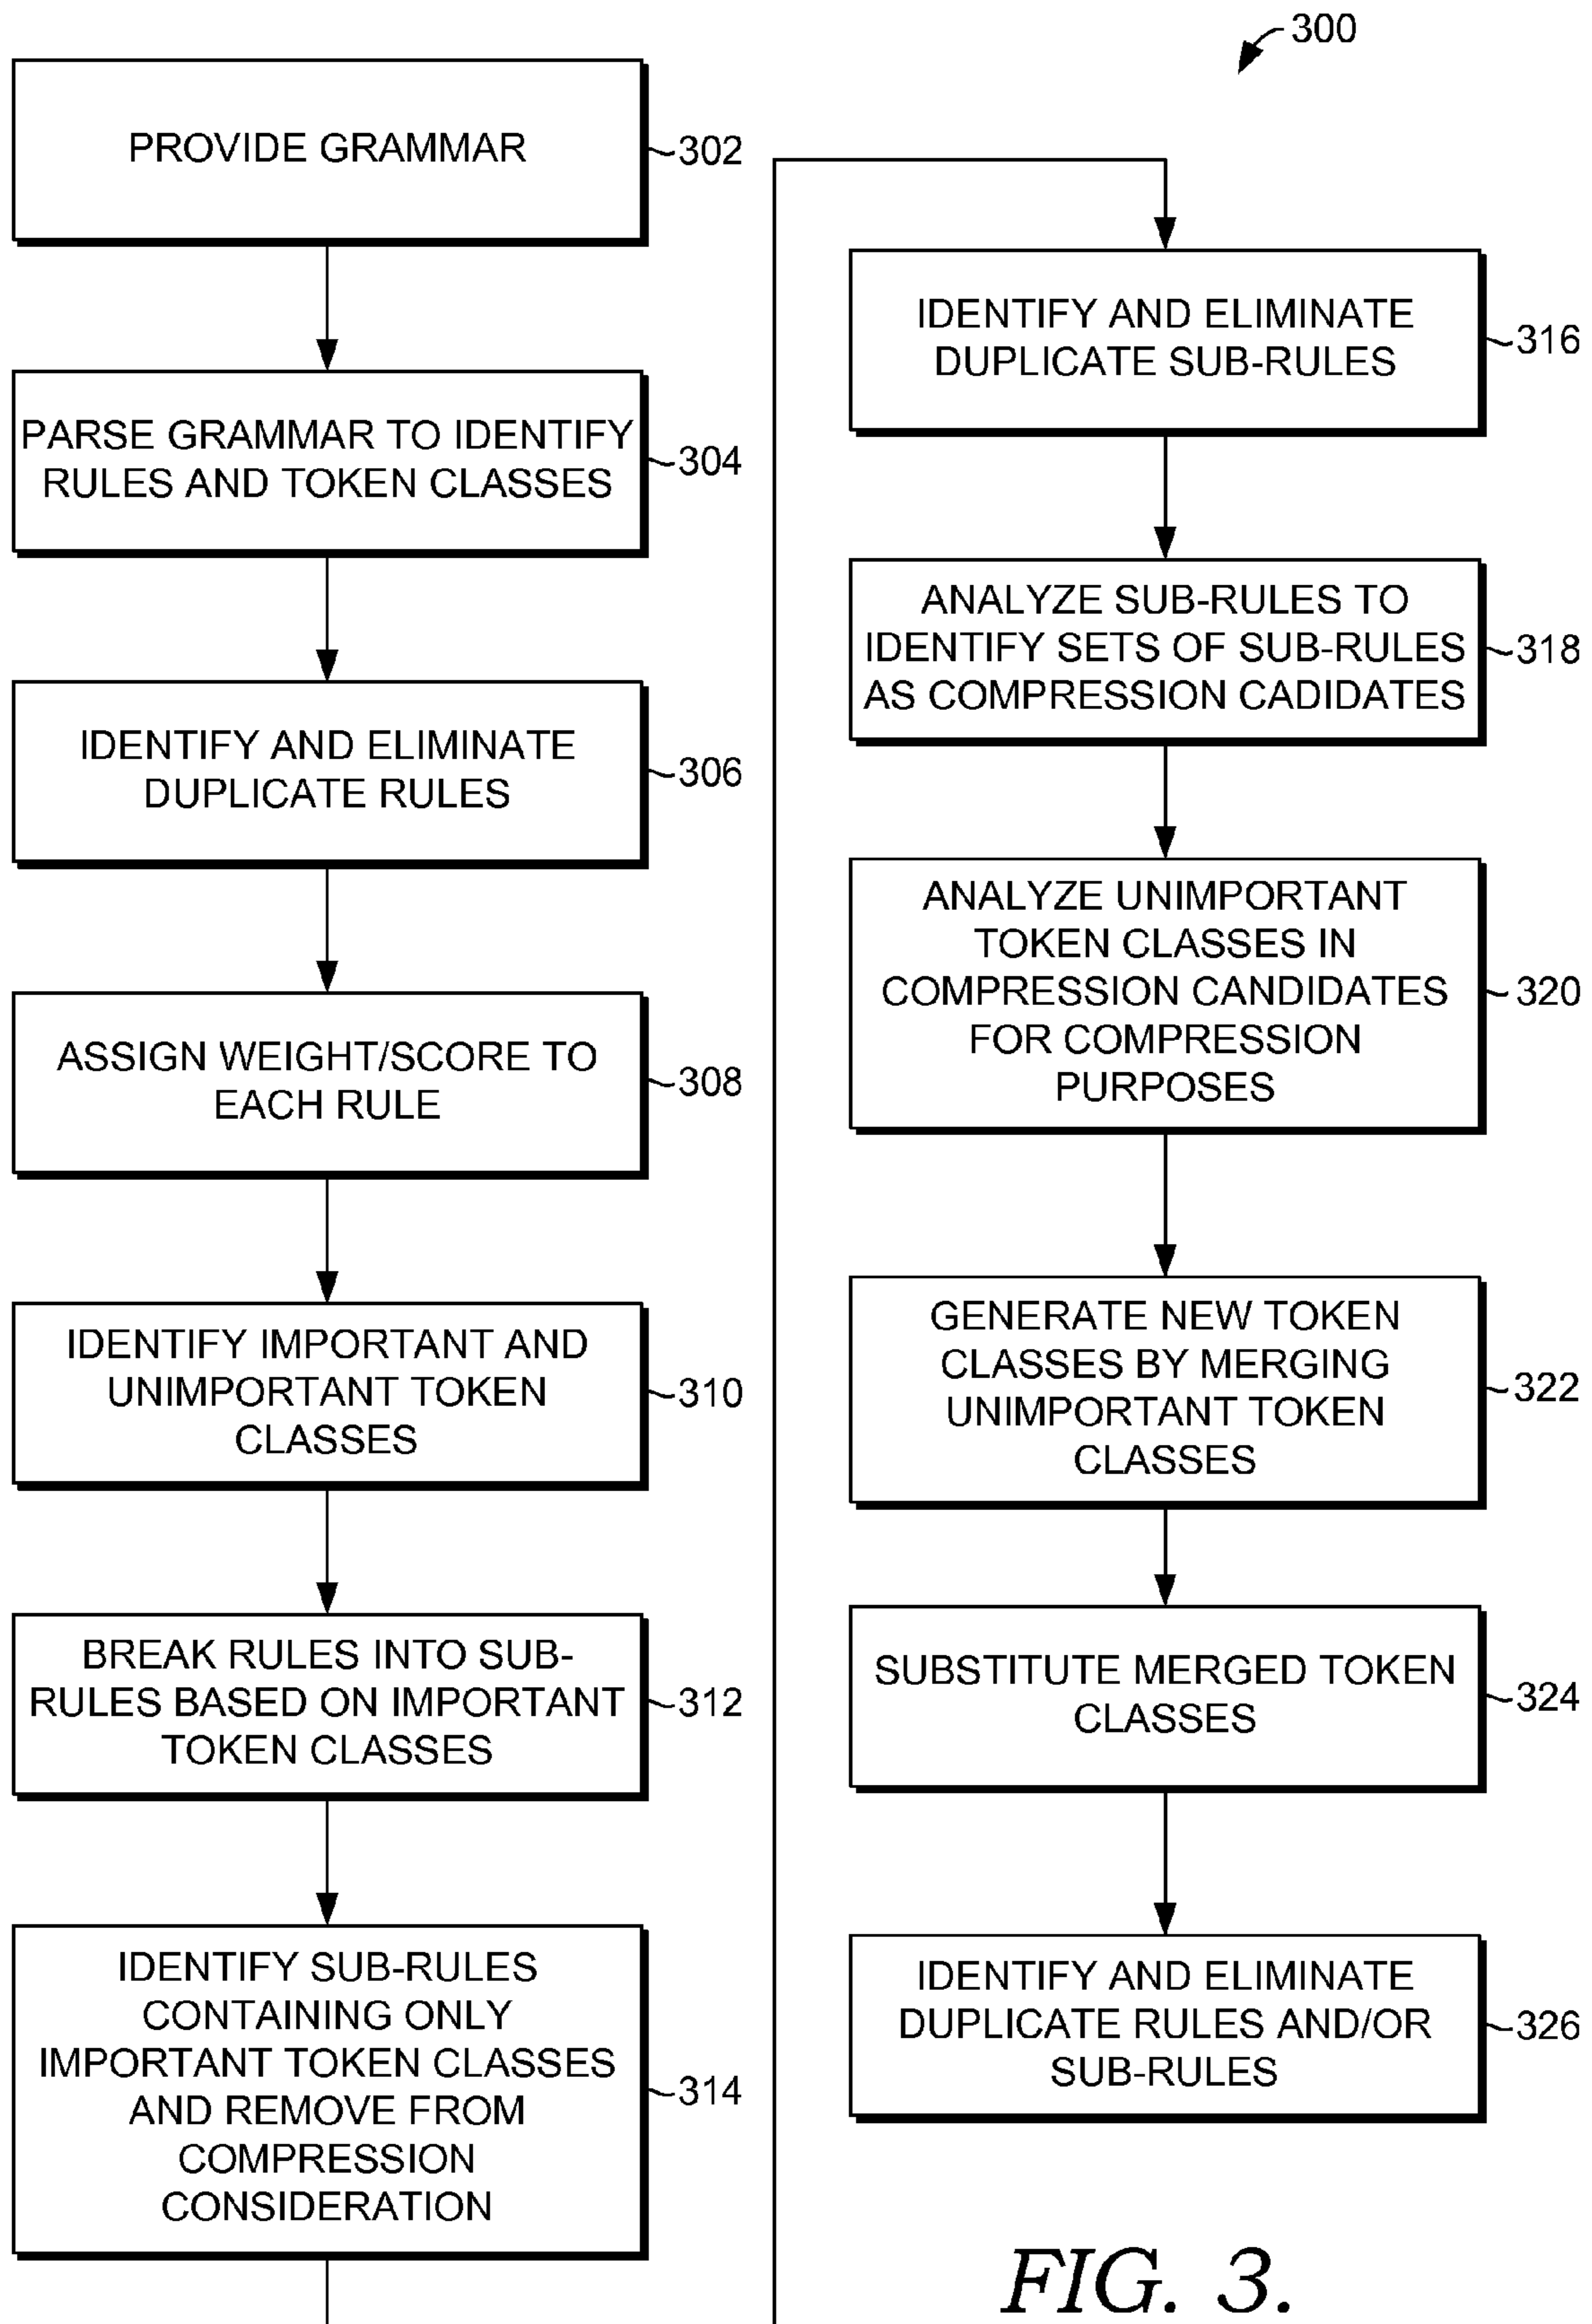 300
PROVIDE GRAMMAR
302
PARSE GRAMMAR TO IDENTIFY
RULES AND TOKEN CLASSES
304
IDENTIFY AND ELIMINATE
DUPLICATE RULES
306
ASSIGN WEIGHT/SCORE TO
EACH RULE
308
IDENTIFY IMPORTANT AND
UNIMPORTANT TOKEN
CLASSES
310
BREAK RULES INTO SUB-
RULES BASED ON IMPORTANT
TOKEN CLASSES
312
IDENTIFY SUB-RULES
CONTAINING ONLY
IMPORTANT TOKEN CLASSES
AND REMOVE FROM
COMPRESSION
CONSIDERATION
314
IDENTIFY AND ELIMINATE
DUPLICATE SUB-RULES
316
ANALYZE SUB-RULES TO
IDENTIFY SETS OF SUB-RULES
AS COMPRESSION CADIDATES
318
ANALYZE UNIMPORTANT
TOKEN CLASSES IN
COMPRESSION CANDIDATES
FOR COMPRESSION
PURPOSES
320
GENERATE NEW TOKEN
CLASSES BY MERGING
UNIMPORTANT TOKEN
CLASSES
322
SUBSTITUTE MERGED TOKEN
CLASSES
324
IDENTIFY AND ELIMINATE
DUPLICATE RULES AND/OR
SUB-RULES
326
FIG. 3.